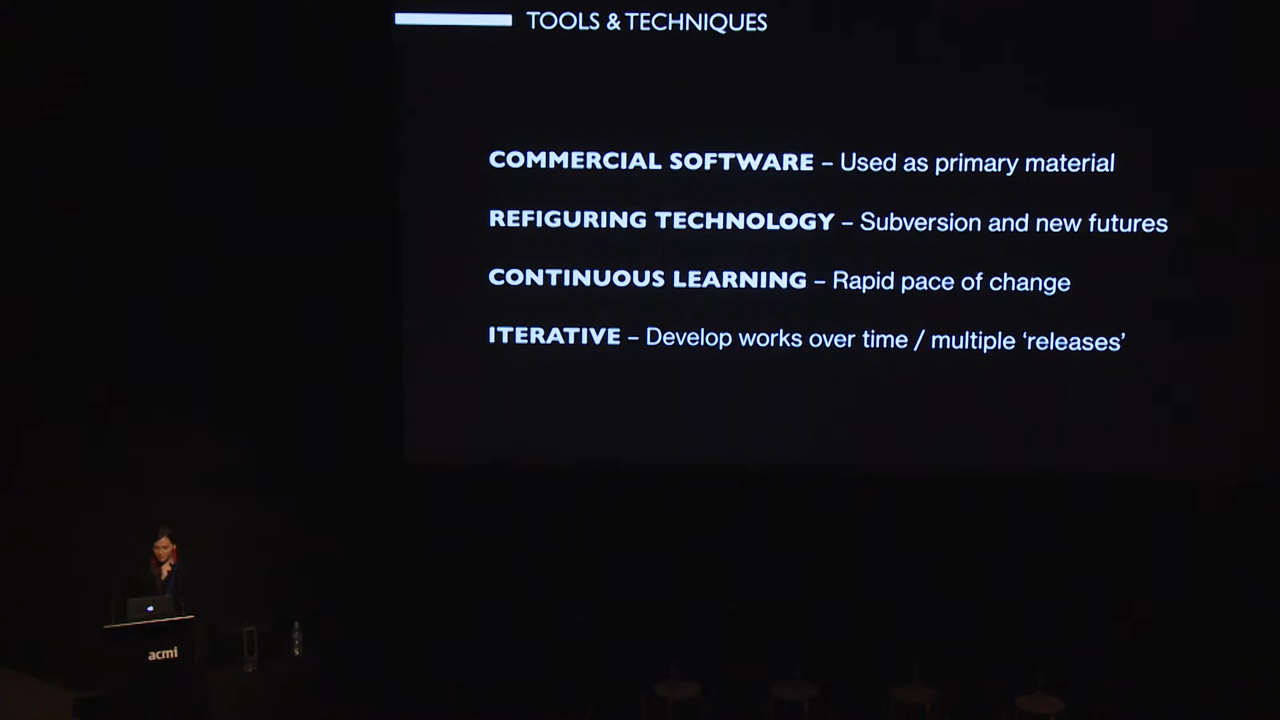 TOOLS & TECHNIQUES
COMMERCIAL SOFTWARE – Used as primary material
REFIGURING TECHNOLOGY – Subversion and new futures
CONTINUOUS LEARNING – Rapid pace of change
ITERATIVE – Develop works over time / multiple ‘releases’
acmi